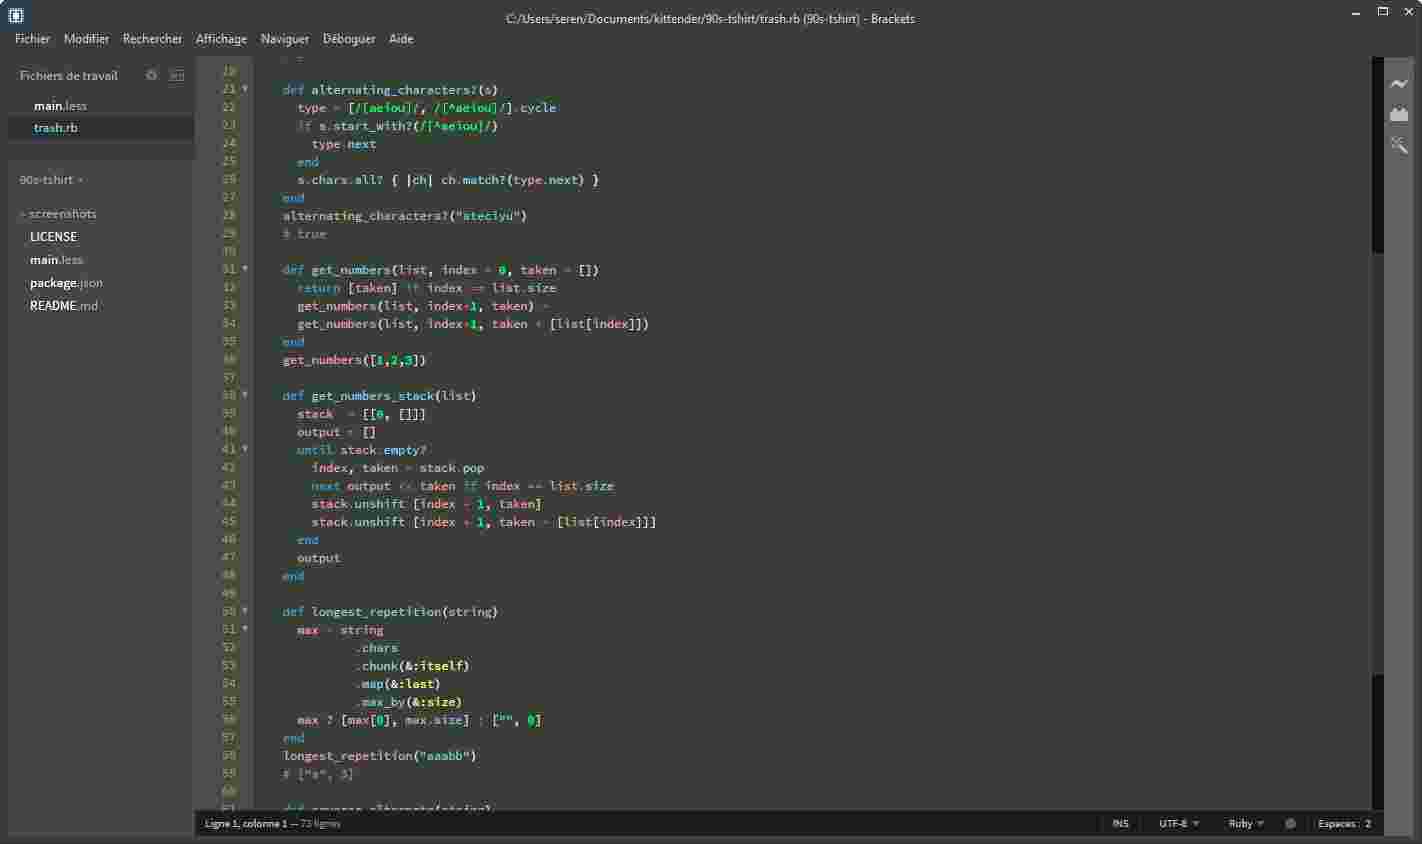 C:/Users/seren/Documents/kittender/90s-tshirt/trash.rb (90s-tshirt) - Brackets
Fichier Modifier Rechercher Affichage Naviguer Déboguer Aide
Fichiers de travail
main.less
trash.rb
90s-tshirt
screenshots
LICENSE
main.less
package.json
README.md
20
21 def alternating_characters?(s)
22 type = [/[aeiou]/, /[^aeiou]/].cycle
23 if s.start_with?(/[^aeiou]/)
24 type.next
25 end
26 s.chars.all? { |ch| ch.match?(type.next) }
27 end
28 alternating_characters?("ateciyu")
29 # true
30
31 def get_numbers(list, index = 0, taken = [])
32 return [taken] if index == list.size
33 get_numbers(list, index+1, taken) +
34 get_numbers(list, index+1, taken + [list[index]])
35 end
36 get_numbers([1,2,3])
37
38 def get_numbers_stack(list)
39 stack = [[0, []]]
40 output = []
41 until stack.empty?
42 index, taken = stack.pop
43 next output << taken if index == list.size
44 stack.unshift [index + 1, taken]
45 stack.unshift [index + 1, taken + [list[index]]]
46 end
47 output
48 end
49
50 def longest_repetition(string)
51 max = string
52 .chars
53 .chunk(&:itself)
54 .map(&:last)
55 .max_by(&:size)
56 max ? [max[0], max.size] : ["", 0]
57 end
58 longest_repetition("aaabb")
59 # ["a", 3]
60
61 def reverse_alternate(string)
Ligne 1, colonne 1 — 73 lignes
INS UTF-8 Ruby Espaces : 2